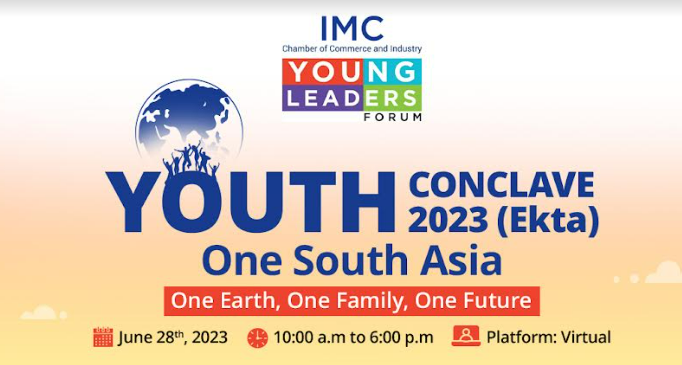 IMC
Chamber of Commerce and Industry
YOUNG
LEADERS
FORUM
YOUTH CONCLAVE
2023 (Ekta)
One South Asia
One Earth, One Family, One Future
June 28th, 2023 10:00 a.m to 6:00 p.m Platform: Virtual